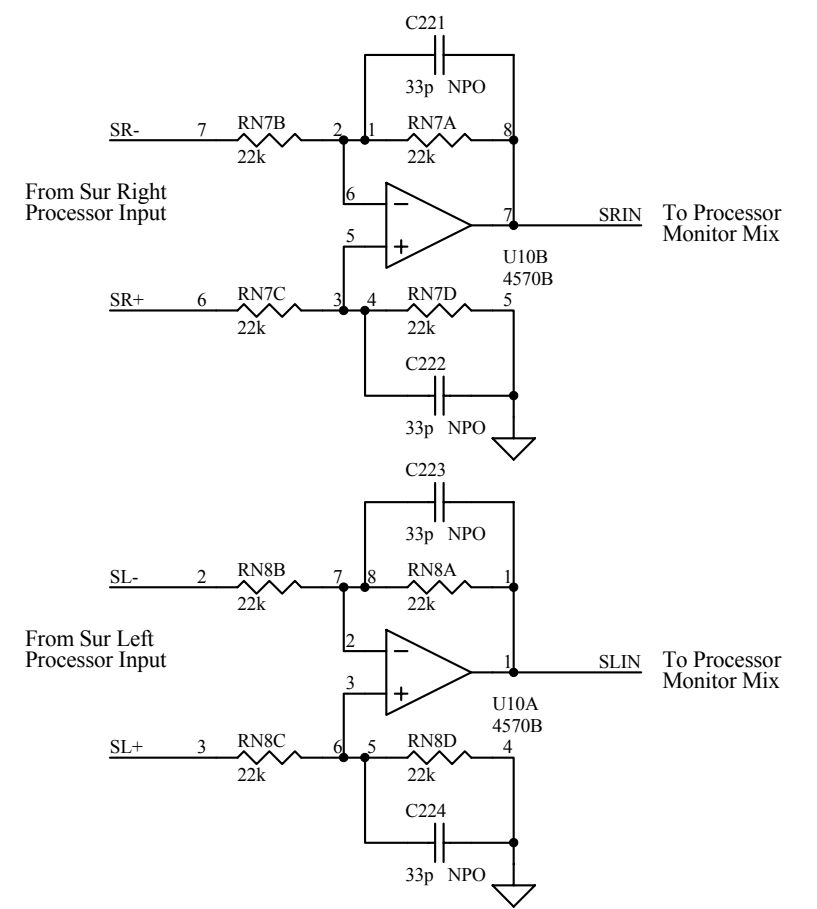 C221
33p NPO
SR- 7 RN7B 2 1 RN7A 8
22k 22k
From Sur Right
Processor Input
6
5
7 SRIN
To Processor
Monitor Mix
U10B
4570B
SR+ 6 RN7C 3 4 RN7D 5
22k 22k
C222
33p NPO
C223
33p NPO
SL- 2 RN8B 7 8 RN8A 1
22k 22k
From Sur Left
Processor Input
2
3
1 SLIN
To Processor
Monitor Mix
U10A
4570B
SL+ 3 RN8C 6 5 RN8D 4
22k 22k
C224
33p NPO